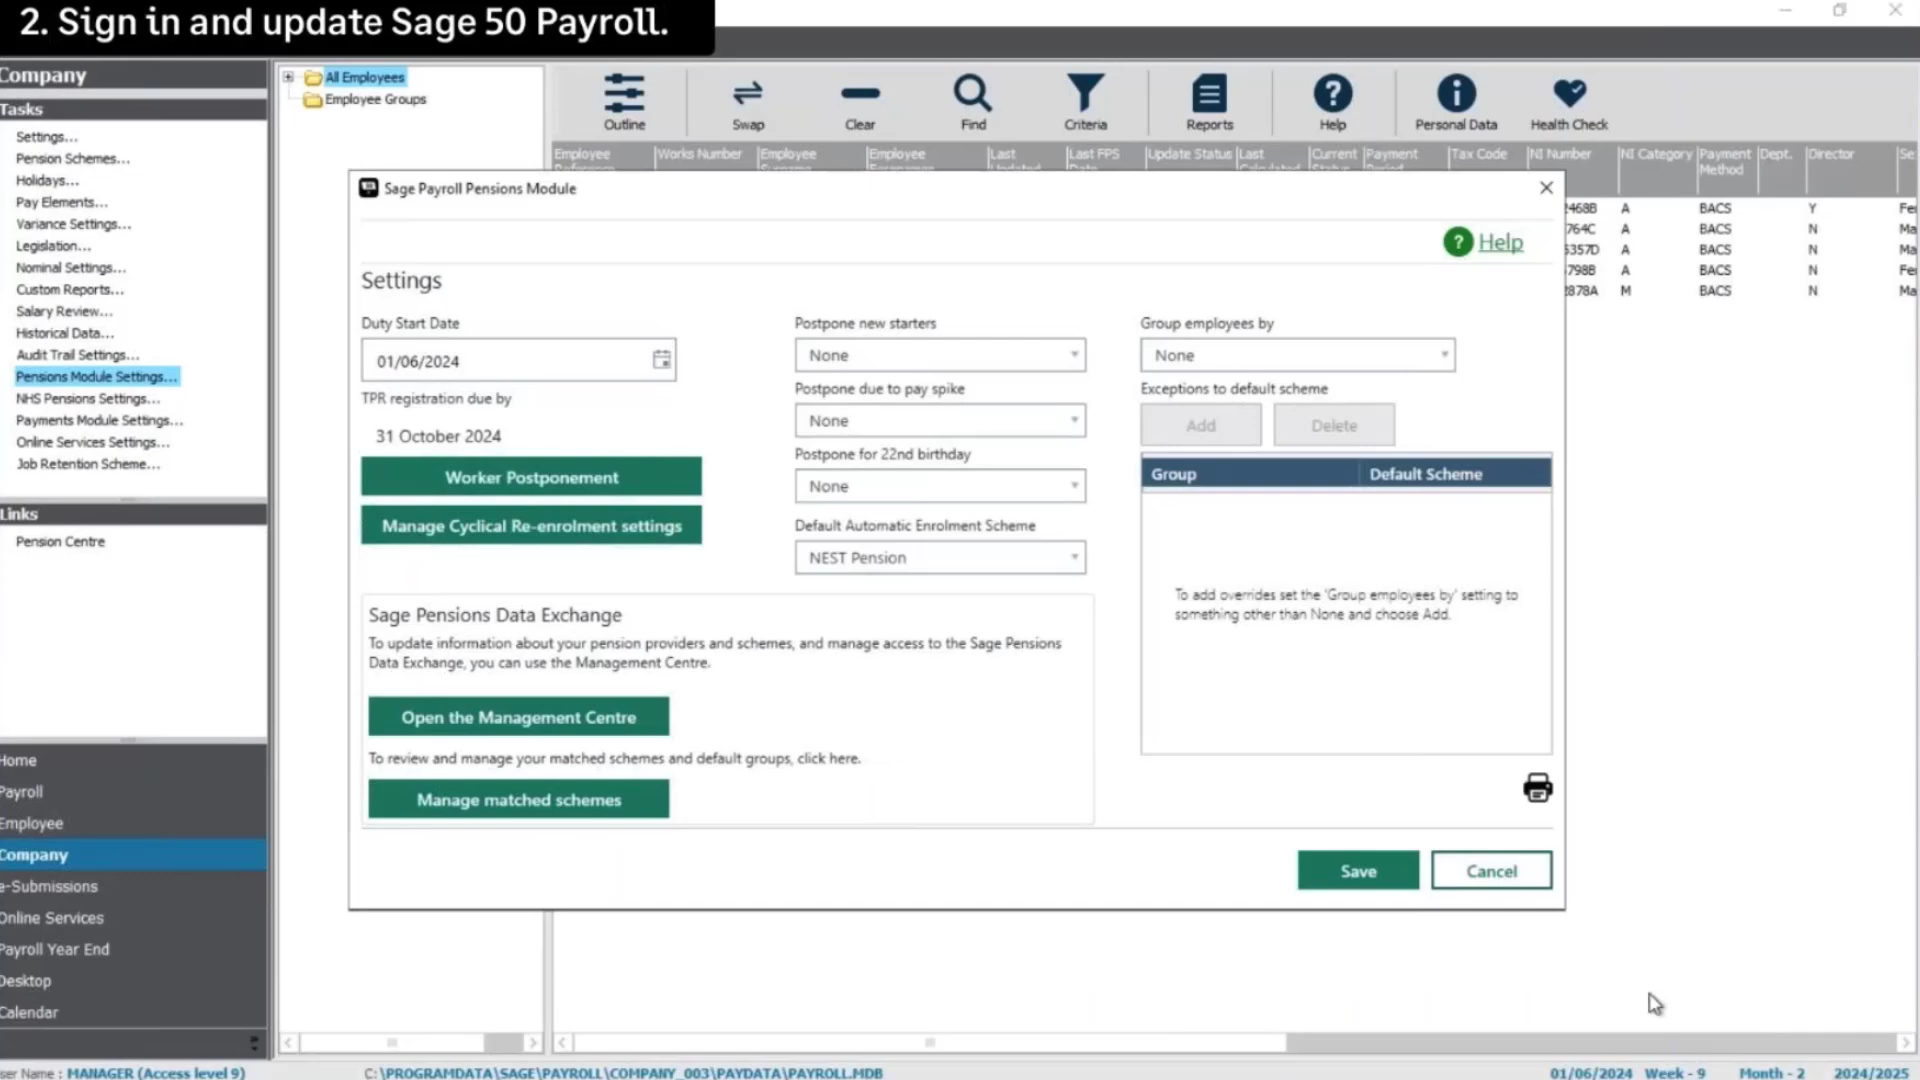 2. Sign in and update Sage 50 Payroll.
Company
Tasks
Settings...
Pension Schemes...
Holidays...
Pay Elements...
Variance Settings...
Legislation...
Nominal Settings...
Custom Reports...
Salary Review...
Historical Data...
Audit Trail Settings...
Pensions Module Settings...
NHS Pensions Settings...
Payments Module Settings...
Online Services Settings...
Job Retention Scheme...
Links
Pension Centre
Home
Payroll
Employee
Company
e-Submissions
Online Services
Payroll Year End
Desktop
Calendar
All Employees
Employee Groups
Outline
Swap
Clear
Find
Criteria
Reports
Help
Personal Data
Health Check
Employee Works Number Employee Employee Last Last FPS Update Status Last Current Payment Tax Code NI Number NI Category Payment Method Dept. Director Se
2468B A BACS Y Fe
764C A BACS N Ma
5357D A BACS N Ma
798B A BACS N Fe
2878A M BACS N Ma
Sage Payroll Pensions Module
? Help
Settings
Duty Start Date
01/06/2024
TPR registration due by
31 October 2024
Worker Postponement
Manage Cyclical Re-enrolment settings
Postpone new starters
None
Postpone due to pay spike
None
Postpone for 22nd birthday
None
Default Automatic Enrolment Scheme
NEST Pension
Group employees by
None
Exceptions to default scheme
Add Delete
Group Default Scheme
To add overrides set the 'Group employees by' setting to
something other than None and choose Add.
Sage Pensions Data Exchange
To update information about your pension providers and schemes, and manage access to the Sage Pensions
Data Exchange, you can use the Management Centre.
Open the Management Centre
To review and manage your matched schemes and default groups, click here.
Manage matched schemes
Save Cancel
ser Name : MANAGER (Access level 9) C:\PROGRAMDATA\SAGE\PAYROLL\COMPANY_003\PAYDATA\PAYROLL.MDB 01/06/2024 Week - 9 Month - 2 2024/2025